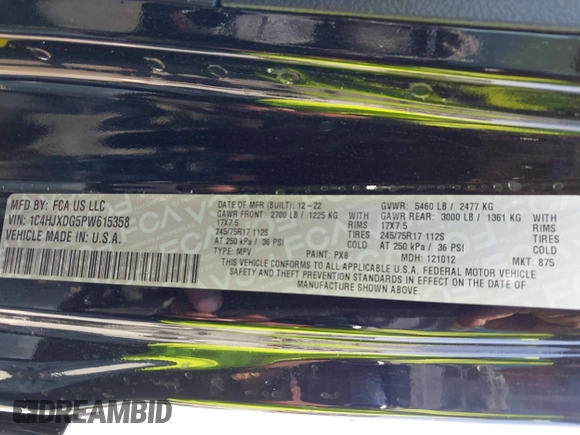 MFD BY: FCA US LLC
VIN: 1C4HJXDG5PW615358
VEHICLE MADE IN: U.S.A.
DATE OF MFR (BUILT): 12-22
GVWR: 5460 LB / 2477 KG
GAWR FRONT: 2700 LB / 1225 KG WITH
GAWR REAR: 3000 LB / 1361 KG WITH
17X7.5 RIMS
17X7.5 RIMS
245/75R17 112S TIRES
245/75R17 112S TIRES
AT 250 kPa / 36 PSI COLD
AT 250 kPa / 36 PSI COLD
TYPE: MPV PAINT: PX8 MDH: 121012 MKT: 875
THIS VEHICLE CONFORMS TO ALL APPLICABLE U.S.A. FEDERAL MOTOR VEHICLE
SAFETY AND THEFT PREVENTION STANDARDS IN EFFECT ON THE DATE OF
MANUFACTURE SHOWN ABOVE.
DREAMBID